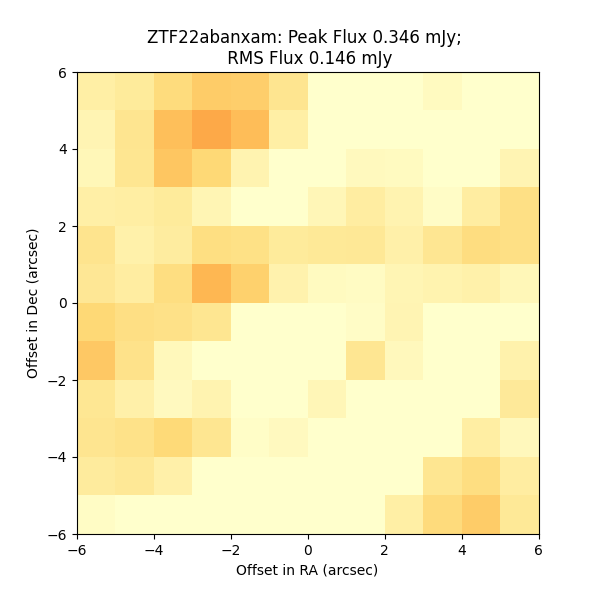 ZTF22abanxam: Peak Flux 0.346 mJy;
RMS Flux 0.146 mJy
6
4
2
0
−2
−4
−6
Offset in Dec (arcsec)
−6 −4 −2 0 2 4 6
Offset in RA (arcsec)